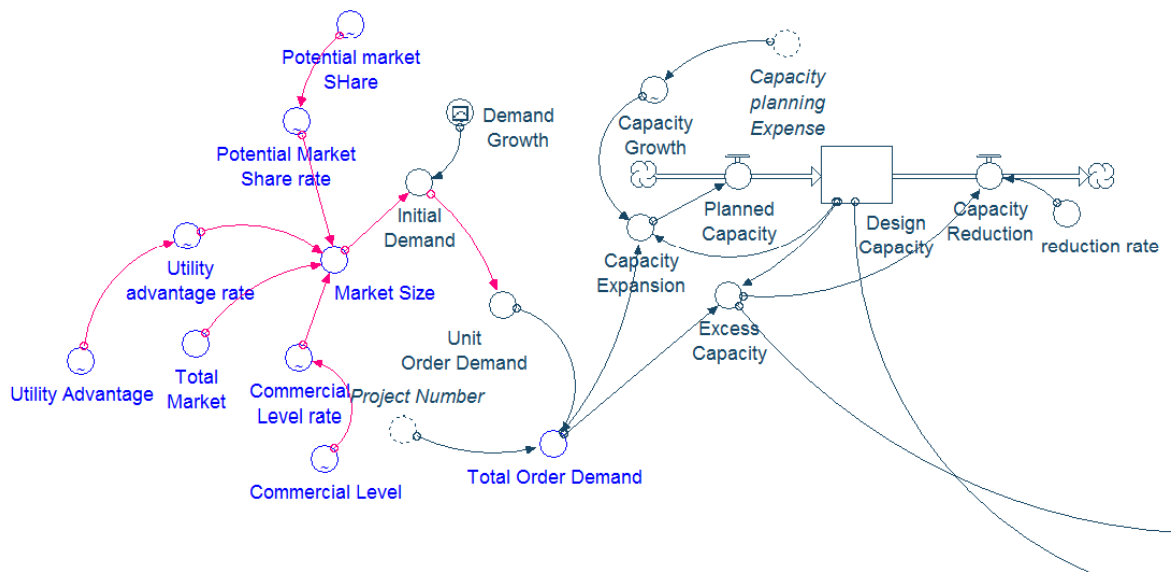 Potential market
SHare
Potential Market
Share rate
Demand
Growth
Initial
Demand
Utility
advantage rate
Market Size
Utility Advantage
Total
Market
Commercial
Level rate
Commercial Level
Unit
Order Demand
Project Number
Total Order Demand
Capacity
planning
Expense
Capacity
Growth
Planned
Capacity
Design
Capacity
Capacity
Reduction
reduction rate
Capacity
Expansion
Excess
Capacity